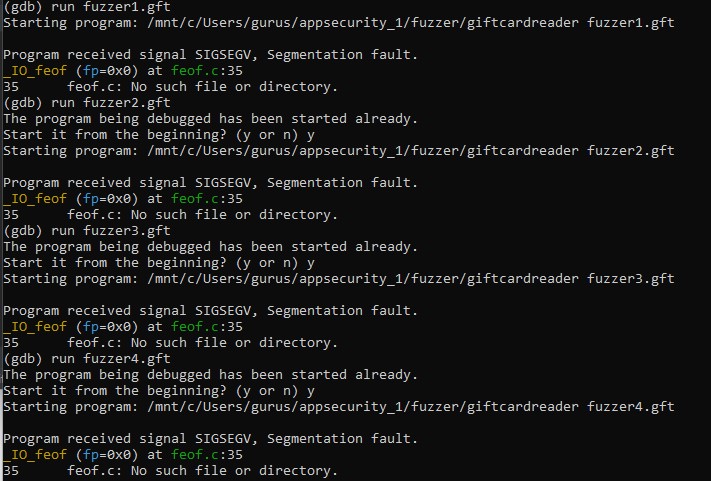 (gdb) run fuzzer1.gft
Starting program: /mnt/c/Users/gurus/appsecurity_1/fuzzer/giftcardreader fuzzer1.gft

Program received signal SIGSEGV, Segmentation fault.
_IO_feof (fp=0x0) at feof.c:35
35      feof.c: No such file or directory.
(gdb) run fuzzer2.gft
The program being debugged has been started already.
Start it from the beginning? (y or n) y
Starting program: /mnt/c/Users/gurus/appsecurity_1/fuzzer/giftcardreader fuzzer2.gft

Program received signal SIGSEGV, Segmentation fault.
_IO_feof (fp=0x0) at feof.c:35
35      feof.c: No such file or directory.
(gdb) run fuzzer3.gft
The program being debugged has been started already.
Start it from the beginning? (y or n) y
Starting program: /mnt/c/Users/gurus/appsecurity_1/fuzzer/giftcardreader fuzzer3.gft

Program received signal SIGSEGV, Segmentation fault.
_IO_feof (fp=0x0) at feof.c:35
35      feof.c: No such file or directory.
(gdb) run fuzzer4.gft
The program being debugged has been started already.
Start it from the beginning? (y or n) y
Starting program: /mnt/c/Users/gurus/appsecurity_1/fuzzer/giftcardreader fuzzer4.gft

Program received signal SIGSEGV, Segmentation fault.
_IO_feof (fp=0x0) at feof.c:35
35      feof.c: No such file or directory.